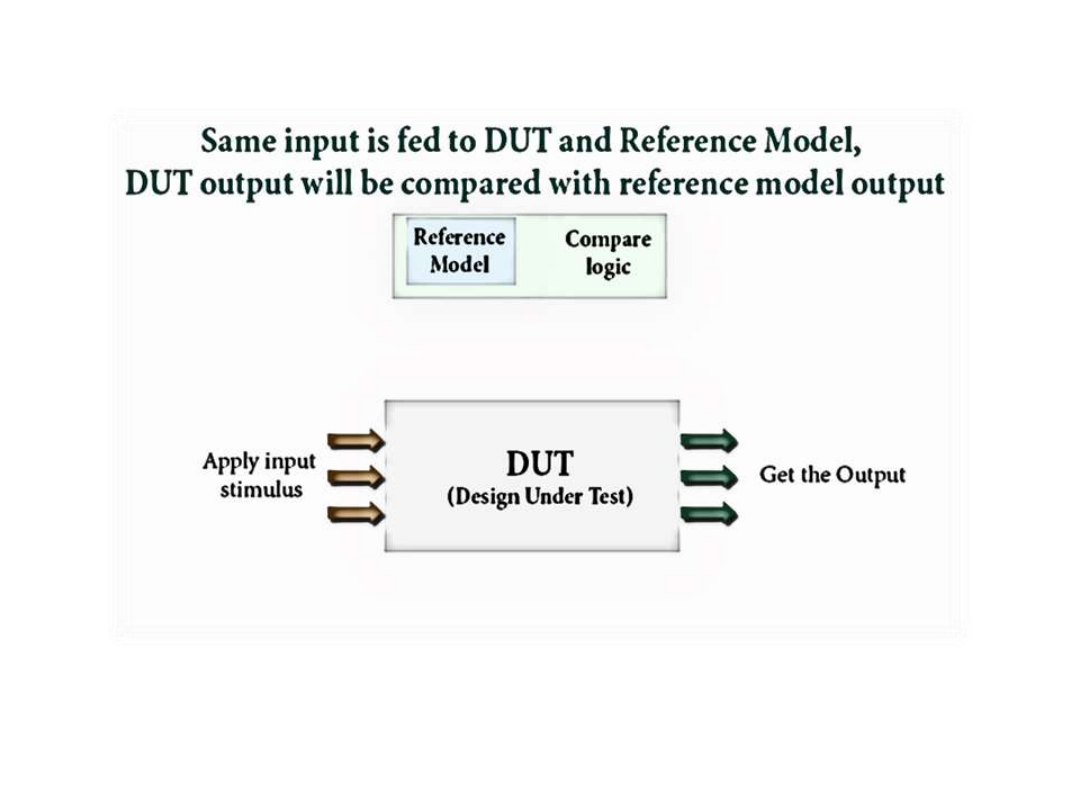 Same input is fed to DUT and Reference Model,
DUT output will be compared with reference model output
Reference
Model
Compare
logic
Apply input
stimulus
DUT
(Design Under Test)
Get the Output